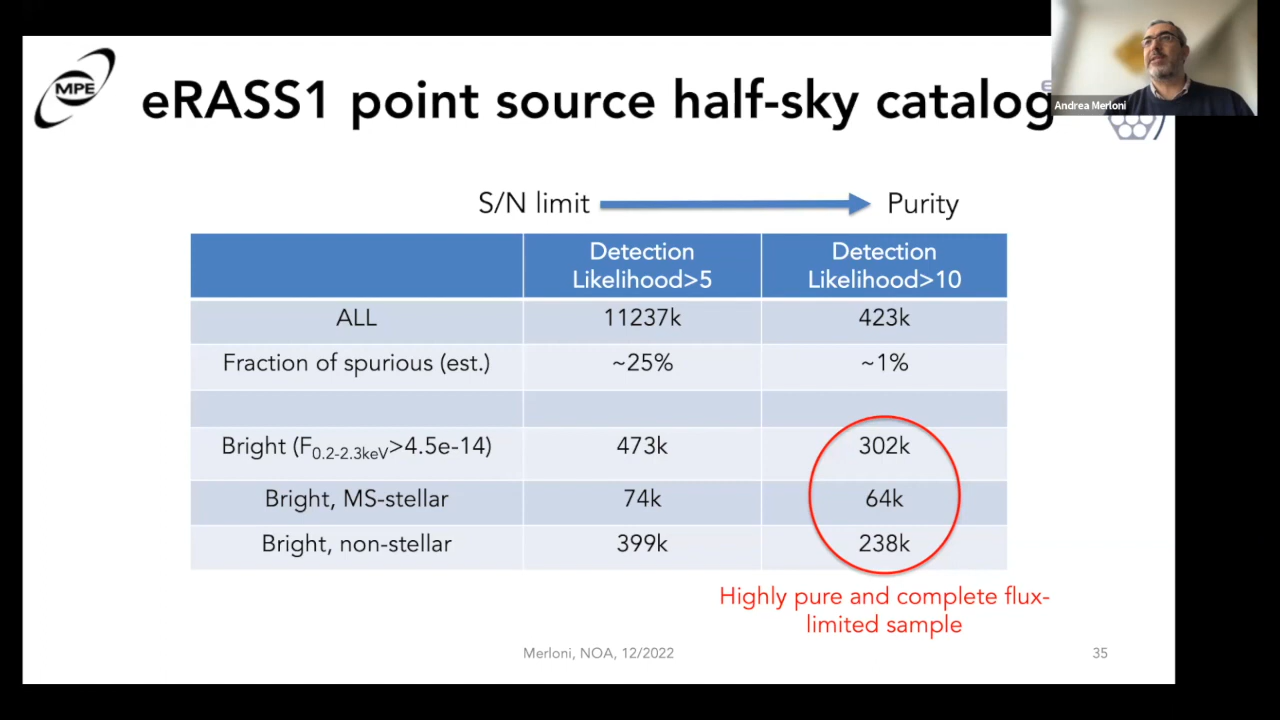 MPE
eRASS1 point source half-sky catalog
Andrea Merloni
S/N limit
Purity
Detection
Likelihood>5
Detection
Likelihood>10
ALL
11237k
423k
Fraction of spurious (est.)
~25%
~1%
Bright (F0.2-2.3keV>4.5e-14)
473k
302k
Bright, MS-stellar
74k
64k
Bright, non-stellar
399k
238k
Highly pure and complete flux-
limited sample
Merloni, NOA, 12/2022
35